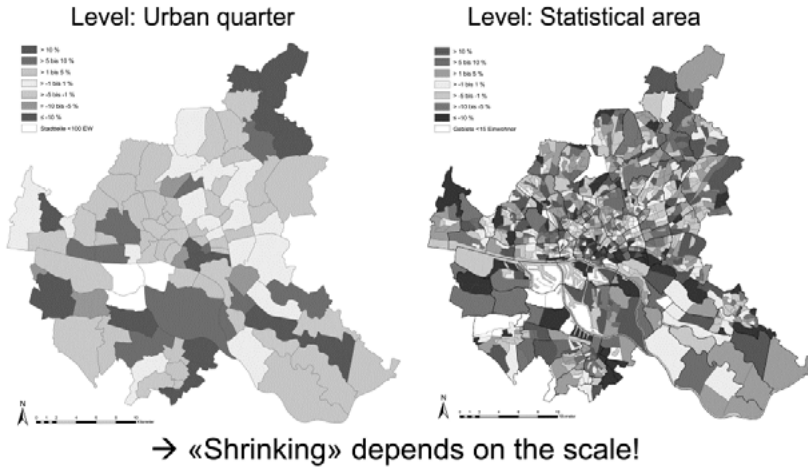 Level: Urban quarter
> 10 %
> 5 bis 10 %
> 1 bis 5 %
> -1 bis 1 %
> -5 bis -1 %
> -10 bis -5 %
≤ -10 %
Stadtteile <100 EW
N
Level: Statistical area
> 10 %
> 5 bis 10 %
> 1 bis 5 %
> -1 bis 1 %
> -5 bis -1 %
> -10 bis -5 %
≤ -10 %
Gebiete <10 Einwohner
N
→ «Shrinking» depends on the scale!